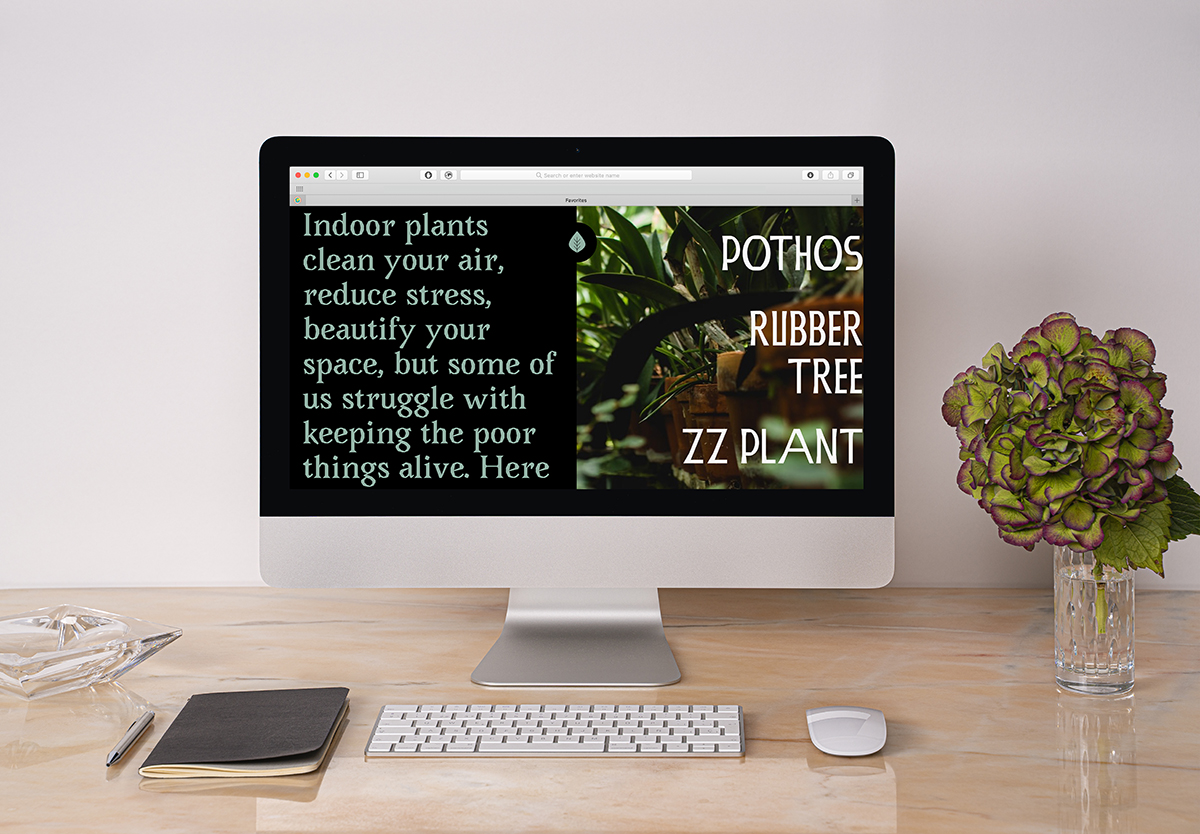 Search or enter website name
Favorites
Indoor plants
clean your air,
reduce stress,
beautify your
space, but some of
us struggle with
keeping the poor
things alive. Here
POTHOS
RUBBER
TREE
ZZ PLANT